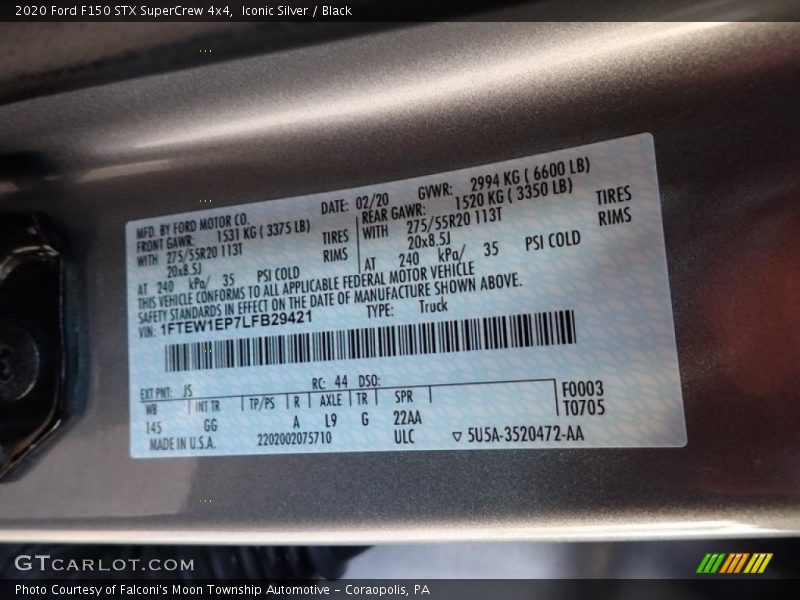 2020 Ford F150 STX SuperCrew 4x4, Iconic Silver / Black
MFD. BY FORD MOTOR CO. DATE: 02/20 GVWR: 2994 KG ( 6600 LB)
FRONT GAWR: 1531 KG ( 3375 LB) REAR GAWR: 1520 KG ( 3350 LB)
WITH 275/55R20 113T TIRES WITH 275/55R20 113T TIRES
20x8.5J RIMS 20x8.5J RIMS
AT 240 kPa/ 35 PSI COLD AT 240 kPa/ 35 PSI COLD
THIS VEHICLE CONFORMS TO ALL APPLICABLE FEDERAL MOTOR VEHICLE
SAFETY STANDARDS IN EFFECT ON THE DATE OF MANUFACTURE SHOWN ABOVE.
VIN: 1FTEW1EP7LFB29421 TYPE: Truck
EXT PNT: JS RC: 44 DSO:
WB INT TR TP/PS R AXLE TR SPR F0003
145 GG A L9 G 22AA T0705
MADE IN U.S.A. 2202002075710 ULC ▽ 5U5A-3520472-AA
GTCARLOT.COM
Photo Courtesy of Falconi's Moon Township Automotive – Coraopolis, PA